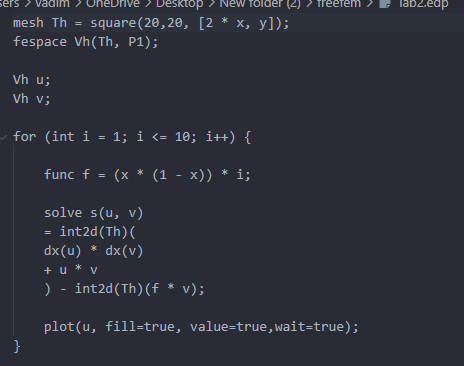 sers > vadim > OneDrive > Desktop > New folder (2) > freefem > lab2.edp
mesh Th = square(20,20, [2 * x, y]);
fespace Vh(Th, P1);
Vh u;
Vh v;
for (int i = 1; i <= 10; i++) {
func f = (x * (1 - x)) * i;
solve s(u, v)
= int2d(Th)(
dx(u) * dx(v)
+ u * v
) - int2d(Th)(f * v);
plot(u, fill=true, value=true,wait=true);
}